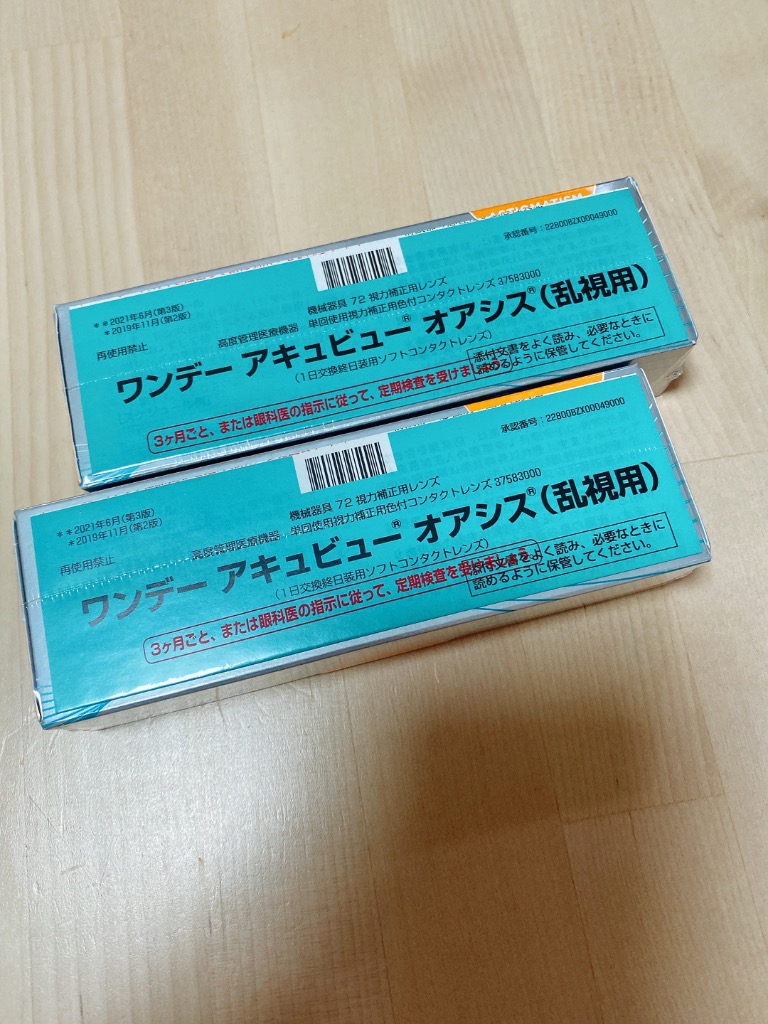 ASTIGMATISM
承認番号：22800BZX00049000
＊＊2021年6月(第3版)
＊2019年11月(第2版)
再使用禁止
機械器具 72 視力補正用レンズ
高度管理医療機器 単回使用視力補正用色付コンタクトレンズ 37583000
ワンデー アキュビュー® オアシス®(乱視用)
(1日交換終日装用ソフトコンタクトレンズ)
3ヶ月ごと、または眼科医の指示に従って、定期検査を受けましょう。
添付文書をよく読み、必要なときに
読めるように保管してください。
承認番号：22800BZX00049000
＊＊2021年6月(第3版)
＊2019年11月(第2版)
再使用禁止
機械器具 72 視力補正用レンズ
高度管理医療機器 単回使用視力補正用色付コンタクトレンズ 37583000
ワンデー アキュビュー® オアシス®(乱視用)
(1日交換終日装用ソフトコンタクトレンズ)
3ヶ月ごと、または眼科医の指示に従って、定期検査を受けましょう。
添付文書をよく読み、必要なときに
読めるように保管してください。